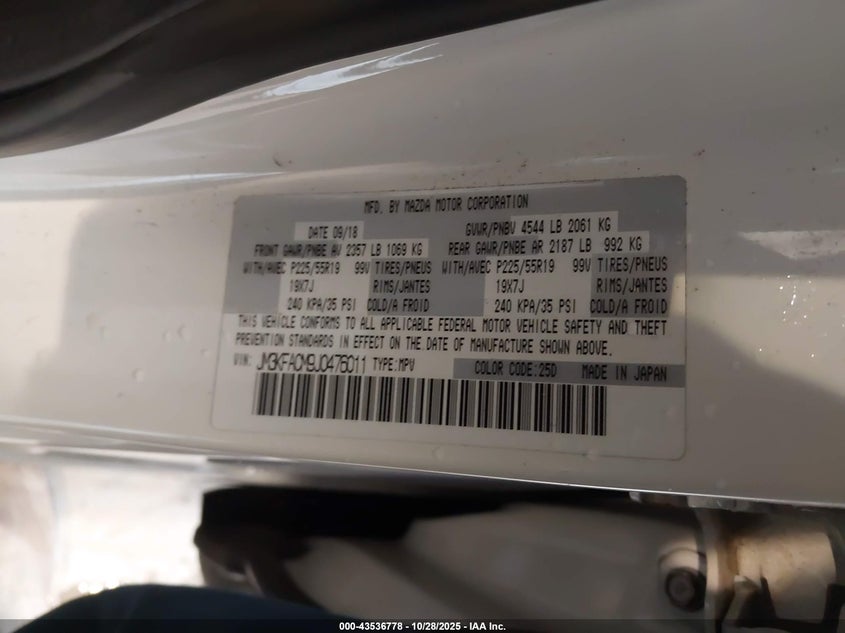 MFD. BY MAZDA MOTOR CORPORATION
DATE 09/18 GVWR/PNBV 4544 LB 2061 KG
FRONT GAWR/PNBE AV 2357 LB 1069 KG REAR GAWR/PNBE AR 2187 LB 992 KG
WITH/AVEC P225/55R19 99V TIRES/PNEUS WITH/AVEC P225/55R19 99V TIRES/PNEUS
19X7J RIMS/JANTES 19X7J RIMS/JANTES
240 KPA/35 PSI COLD/A FROID 240 KPA/35 PSI COLD/A FROID
THIS VEHICLE CONFORMS TO ALL APPLICABLE FEDERAL MOTOR VEHICLE SAFETY AND THEFT
PREVENTION STANDARDS IN EFFECT ON THE DATE OF MANUFACTURE SHOWN ABOVE.
VIN: JM3KFACM9J0476011 TYPE:MPV COLOR CODE:25D MADE IN JAPAN
000-43536778 | 10/28/2025 | IAA Inc.